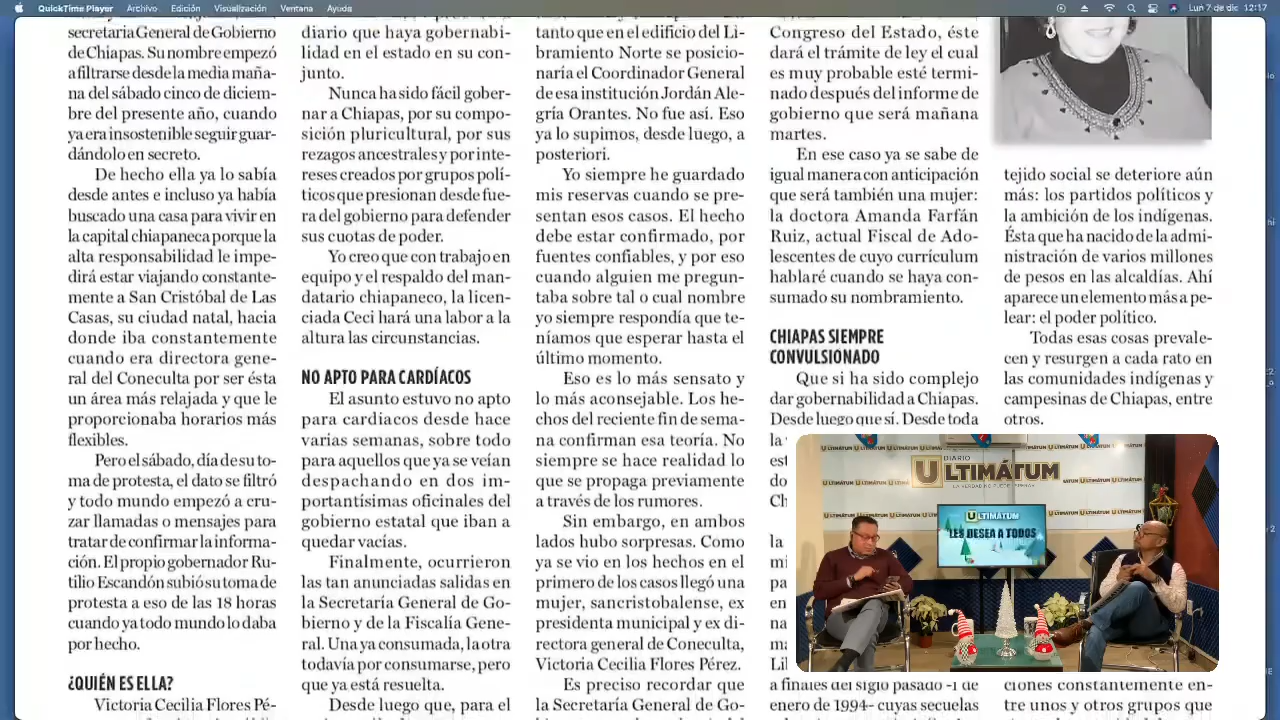 QuickTime Player Archivo Edición Visualización Ventana Ayuda
Lun 7 de dic 12:17
secretaria General de Gobierno
de Chiapas. Su nombre empezó
a filtrarse desde la media maña-
na del sábado cinco de diciem-
bre del presente año, cuando
ya era insostenible seguir guar-
dándolo en secreto.
De hecho ella ya lo sabía
desde antes e incluso ya había
buscado una casa para vivir en
la capital chiapaneca porque la
alta responsabilidad le impe-
dirá estar viajando constante-
mente a San Cristóbal de Las
Casas, su ciudad natal, hacia
donde iba constantemente
cuando era directora gene-
ral del Coneculta por ser ésta
un área más relajada y que le
proporcionaba horarios más
flexibles.
Pero el sábado, día de su to-
ma de protesta, el dato se filtró
y todo mundo empezó a cru-
zar llamadas o mensajes para
tratar de confirmar la informa-
ción. El propio gobernador Ru-
tilio Escandón subió su toma de
protesta a eso de las 18 horas
cuando ya todo mundo lo daba
por hecho.
¿QUIÉN ES ELLA?
Victoria Cecilia Flores Pé-
diario que haya gobernabi-
lidad en el estado en su con-
junto.
Nunca ha sido fácil gober-
nar a Chiapas, por su compo-
sición pluricultural, por sus
rezagos ancestrales y por inte-
reses creados por grupos polí-
ticos que presionan desde fue-
ra del gobierno para defender
sus cuotas de poder.
Yo creo que con trabajo en
equipo y el respaldo del man-
datario chiapaneco, la licen-
ciada Ceci hará una labor a la
altura las circunstancias.
NO APTO PARA CARDÍACOS
El asunto estuvo no apto
para cardiacos desde hace
varias semanas, sobre todo
para aquellos que ya se veían
despachando en dos im-
portantísimas oficinales del
gobierno estatal que iban a
quedar vacías.
Finalmente, ocurrieron
las tan anunciadas salidas en
la Secretaría General de Go-
bierno y de la Fiscalía Gene-
ral. Una ya consumada, la otra
todavía por consumarse, pero
que ya está resuelta.
Desde luego que, para el
tanto que en el edificio del Li-
bramiento Norte se posicio-
naría el Coordinador General
de esa institución Jordán Ale-
gría Orantes. No fue así. Eso
ya lo supimos, desde luego, a
posteriori.
Yo siempre he guardado
mis reservas cuando se pre-
sentan esos casos. El hecho
debe estar confirmado, por
fuentes confiables, y por eso
cuando alguien me pregun-
taba sobre tal o cual nombre
yo siempre respondía que te-
níamos que esperar hasta el
último momento.
Eso es lo más sensato y
lo más aconsejable. Los he-
chos del reciente fin de sema-
na confirman esa teoría. No
siempre se hace realidad lo
que se propaga previamente
a través de los rumores.
Sin embargo, en ambos
lados hubo sorpresas. Como
ya se vio en los hechos en el
primero de los casos llegó una
mujer, sancristobalense, ex
presidenta municipal y ex di-
rectora general de Coneculta,
Victoria Cecilia Flores Pérez.
Es preciso recordar que
la Secretaría General de Go-
Congreso del Estado, éste
dará el trámite de ley el cual
es muy probable esté termi-
nado después del informe de
gobierno que será mañana
martes.
En ese caso ya se sabe de
igual manera con anticipación
que será también una mujer:
la doctora Amanda Farfán
Ruiz, actual Fiscal de Ado-
lescentes de cuyo currículum
hablaré cuando se haya con-
sumado su nombramiento.
CHIAPAS SIEMPRE
CONVULSIONADO
Que si ha sido complejo
dar gobernabilidad a Chiapas.
Desde luego que sí. Desde toda
la
a finales del siglo pasado -1 de
enero de 1994- cuyas secuelas
tejido social se deteriore aún
más: los partidos políticos y
la ambición de los indígenas.
Ésta que ha nacido de la admi-
nistración de varios millones
de pesos en las alcaldías. Ahí
aparece un elemento más a pe-
lear: el poder político.
Todas esas cosas prevale-
cen y resurgen a cada rato en
las comunidades indígenas y
campesinas de Chiapas, entre
otros.
ciones constantemente en-
tre unos y otros grupos que
DIARIO
ULTIMÁTUM
LA VERDAD NO PUEDE ESPERAR
ULTIMÁTUM
LES DESEA A TODOS